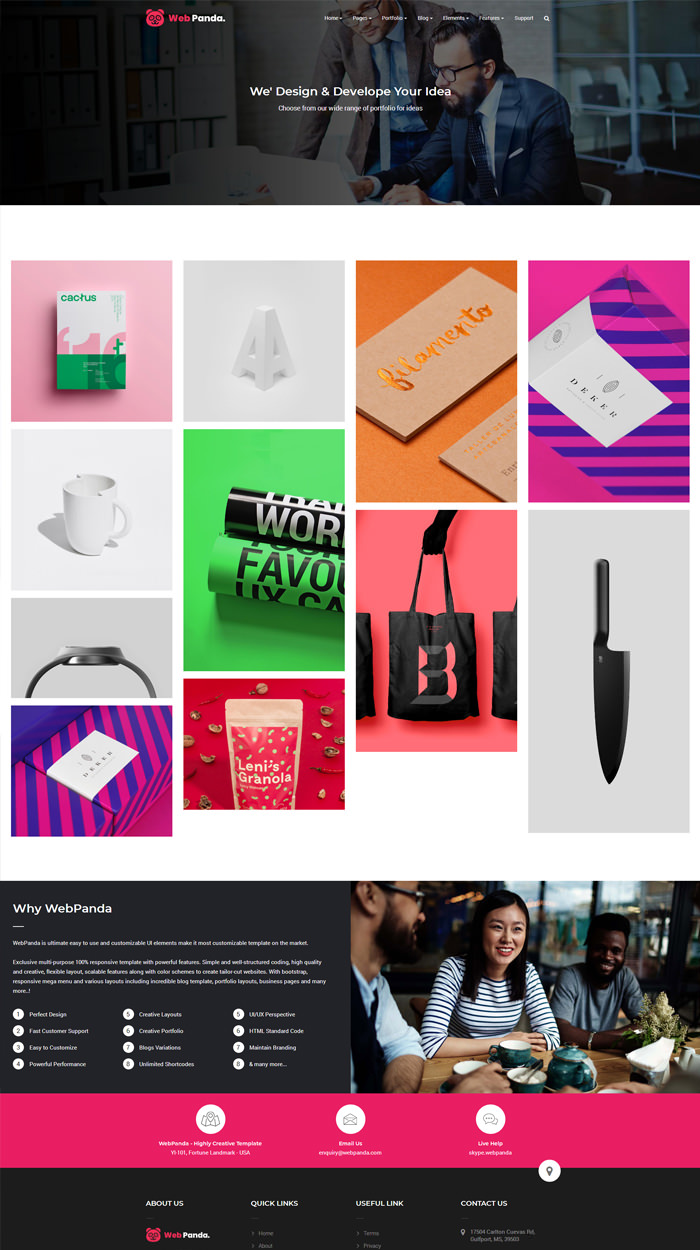 Web Panda.
Home Pages Portfolio Blog Elements Features Support
We' Design & Develope Your Idea
Choose from our wide range of portfolio for ideas
cactus
A
filamento
DEKER
WOR
FAVOU
UX CA
B
DEKER
Leni's
Granola
Why WebPanda
WebPanda is ultimate easy to use and customizable UI elements make it most customizable template on the market.
Exclusive multi-purpose 100% responsive template with powerful features. Simple and well-structured coding, high quality
and creative, flexible layout, scalable features along with color schemes to create tailor-cut websites. With bootstrap,
responsive mega menu and various layouts including incredible blog template, portfolio layouts, business pages and many
more..!
1 Perfect Design 5 Creative Layouts 5 UI/UX Perspective
2 Fast Customer Support 6 Creative Portfolio 6 HTML Standard Code
3 Easy to Customize 7 Blogs Variations 7 Maintain Branding
4 Powerful Performance 8 Unlimited Shortcodes 8 & many more...
WebPanda - Highly Creative Template Email Us Live Help
YI-101, Fortune Landmark - USA enquiry@webpanda.com skype:webpanda
ABOUT US QUICK LINKS USEFUL LINK CONTACT US
Web Panda. Home Terms 17504 Carlton Cuevas Rd,
Gulfport, MS, 39503
About Privacy